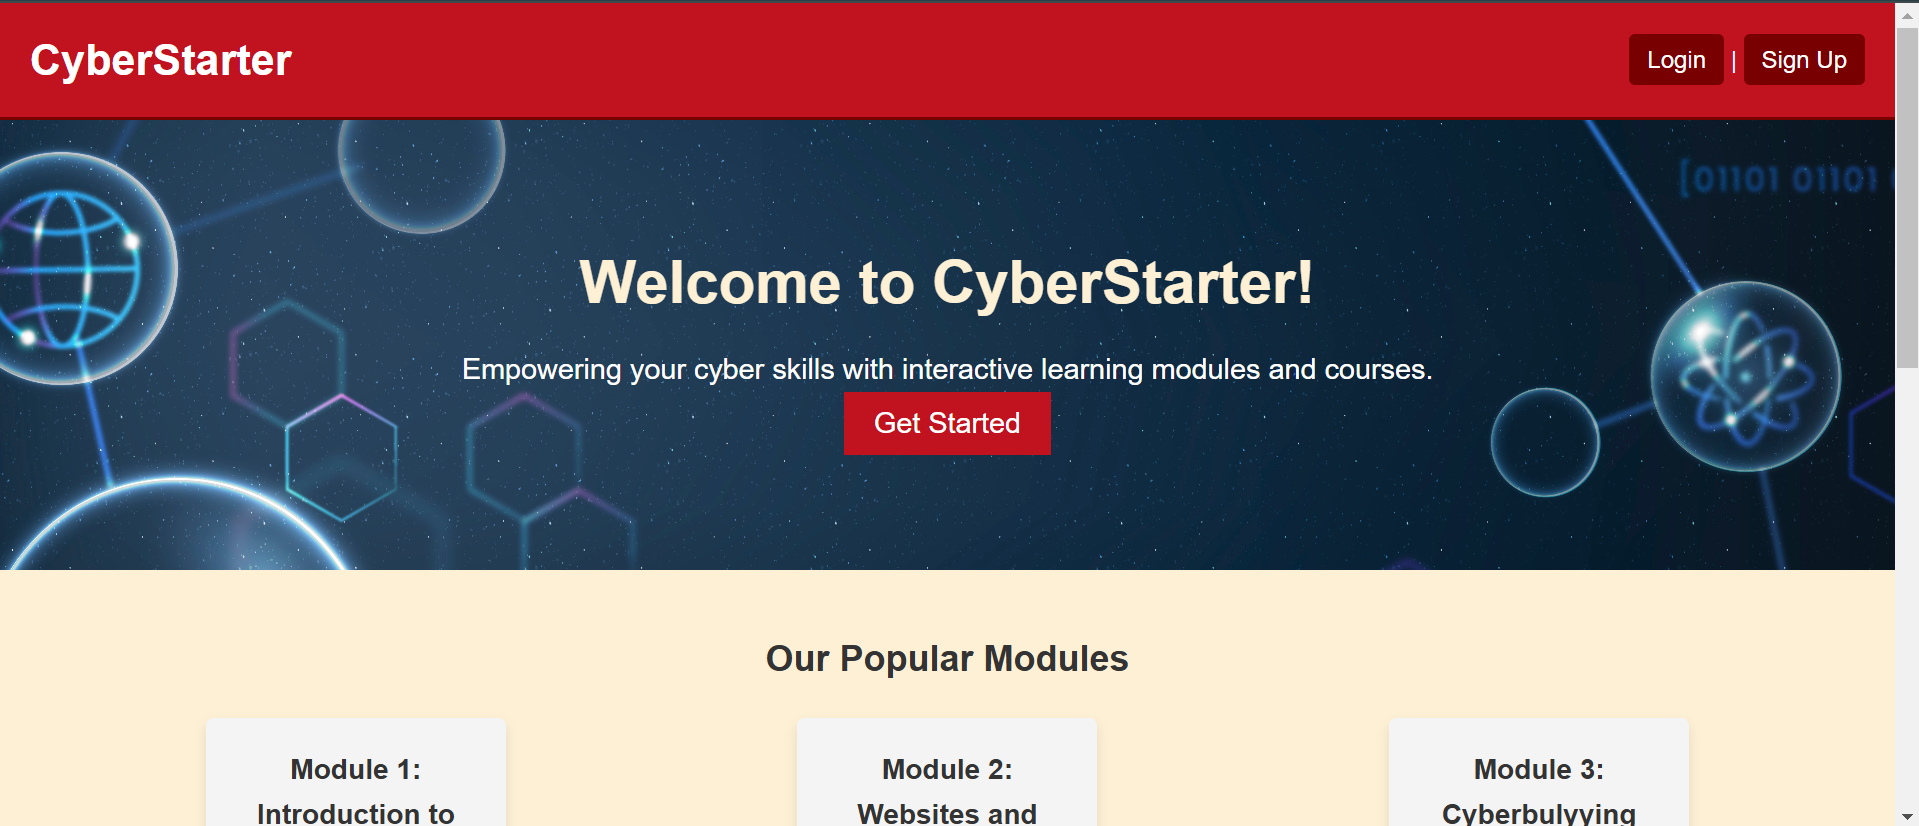 CyberStarter
Login | Sign Up
[01101 01101
Welcome to CyberStarter!
Empowering your cyber skills with interactive learning modules and courses.
Get Started
Our Popular Modules
Module 1:
Introduction to
Module 2:
Websites and
Module 3:
Cyberbulyying